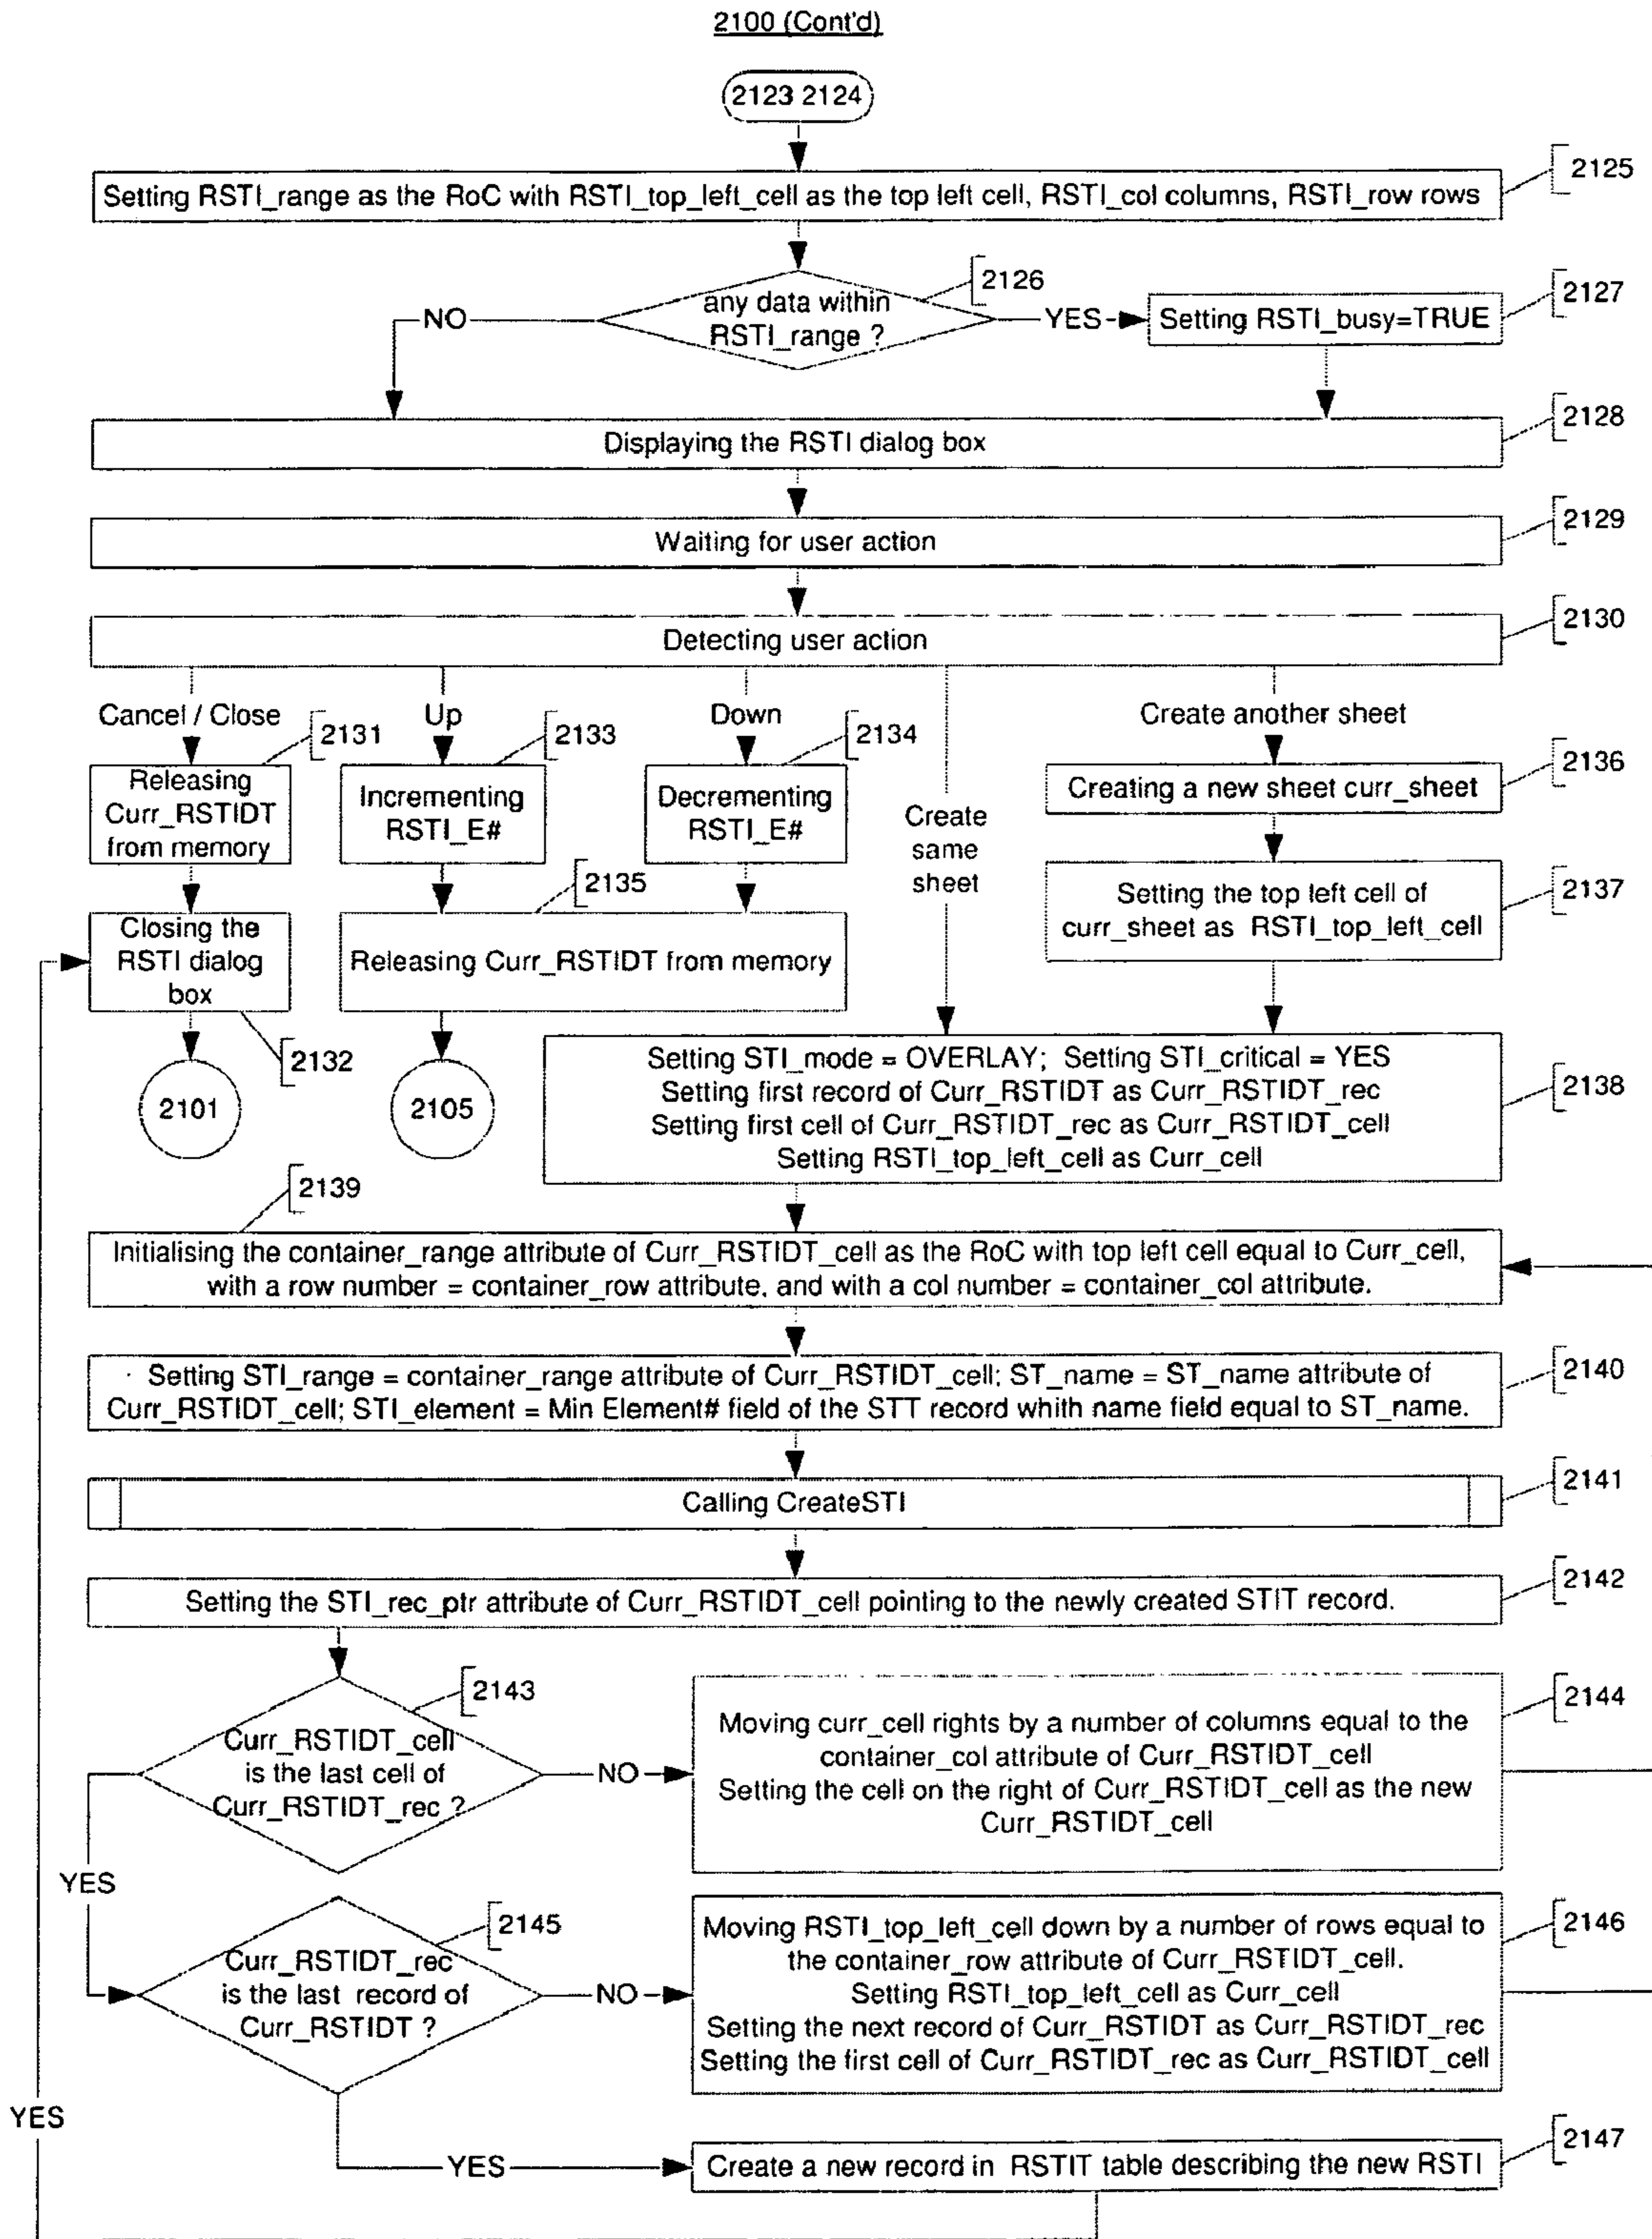 2100 (Cont'd)
2123 2124
2125
Setting RSTI_range as the RoC with RSTI_top_left_cell as the top left cell, RSTI_col columns, RSTI_row rows
2126
any data within
RSTI_range ?
NO
YES
2127
Setting RSTI_busy=TRUE
2128
Displaying the RSTI dialog box
2129
Waiting for user action
2130
Detecting user action
Cancel / Close
Up
Down
Create another sheet
2131
2133
2134
2136
Releasing
Curr_RSTIDT
from memory
Incrementing
RSTI_E#
Decrementing
RSTI_E#
Create
same
sheet
Creating a new sheet curr_sheet
2135
2137
Closing the
RSTI dialog
box
Releasing Curr_RSTIDT from memory
Setting the top left cell of
curr_sheet as RSTI_top_left_cell
2132
2101
2105
2138
Setting STI_mode = OVERLAY; Setting STI_critical = YES
Setting first record of Curr_RSTIDT as Curr_RSTIDT_rec
Setting first cell of Curr_RSTIDT_rec as Curr_RSTIDT_cell
Setting RSTI_top_left_cell as Curr_cell
2139
Initialising the container_range attribute of Curr_RSTIDT_cell as the RoC with top left cell equal to Curr_cell,
with a row number = container_row attribute, and with a col number = container_col attribute.
2140
Setting STI_range = container_range attribute of Curr_RSTIDT_cell; ST_name = ST_name attribute of
Curr_RSTIDT_cell; STI_element = Min Element# field of the STT record whith name field equal to ST_name.
2141
Calling CreateSTI
2142
Setting the STI_rec_ptr attribute of Curr_RSTIDT_cell pointing to the newly created STIT record.
2143
Curr_RSTIDT_cell
is the last cell of
Curr_RSTIDT_rec ?
NO
2144
Moving curr_cell rights by a number of columns equal to the
container_col attribute of Curr_RSTIDT_cell
Setting the cell on the right of Curr_RSTIDT_cell as the new
Curr_RSTIDT_cell
YES
2145
Curr_RSTIDT_rec
is the last record of
Curr_RSTIDT ?
NO
2146
Moving RSTI_top_left_cell down by a number of rows equal to
the container_row attribute of Curr_RSTIDT_cell.
Setting RSTI_top_left_cell as Curr_cell
Setting the next record of Curr_RSTIDT as Curr_RSTIDT_rec
Setting the first cell of Curr_RSTIDT_rec as Curr_RSTIDT_cell
YES
YES
2147
Create a new record in RSTIT table describing the new RSTI